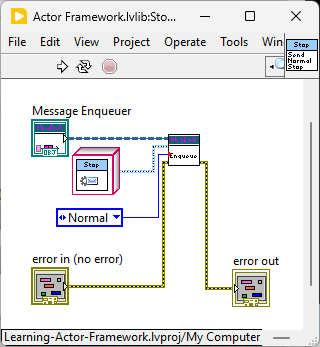 Actor Framework.lvlib:Sto...
File Edit View Project Operate Tools Win
Stop
Send
Normal
Stop
Message Enqueuer
OBJ
Stop
Enqueue
Normal
error in (no error)
error out
Learning-Actor-Framework.lvproj/My Computer